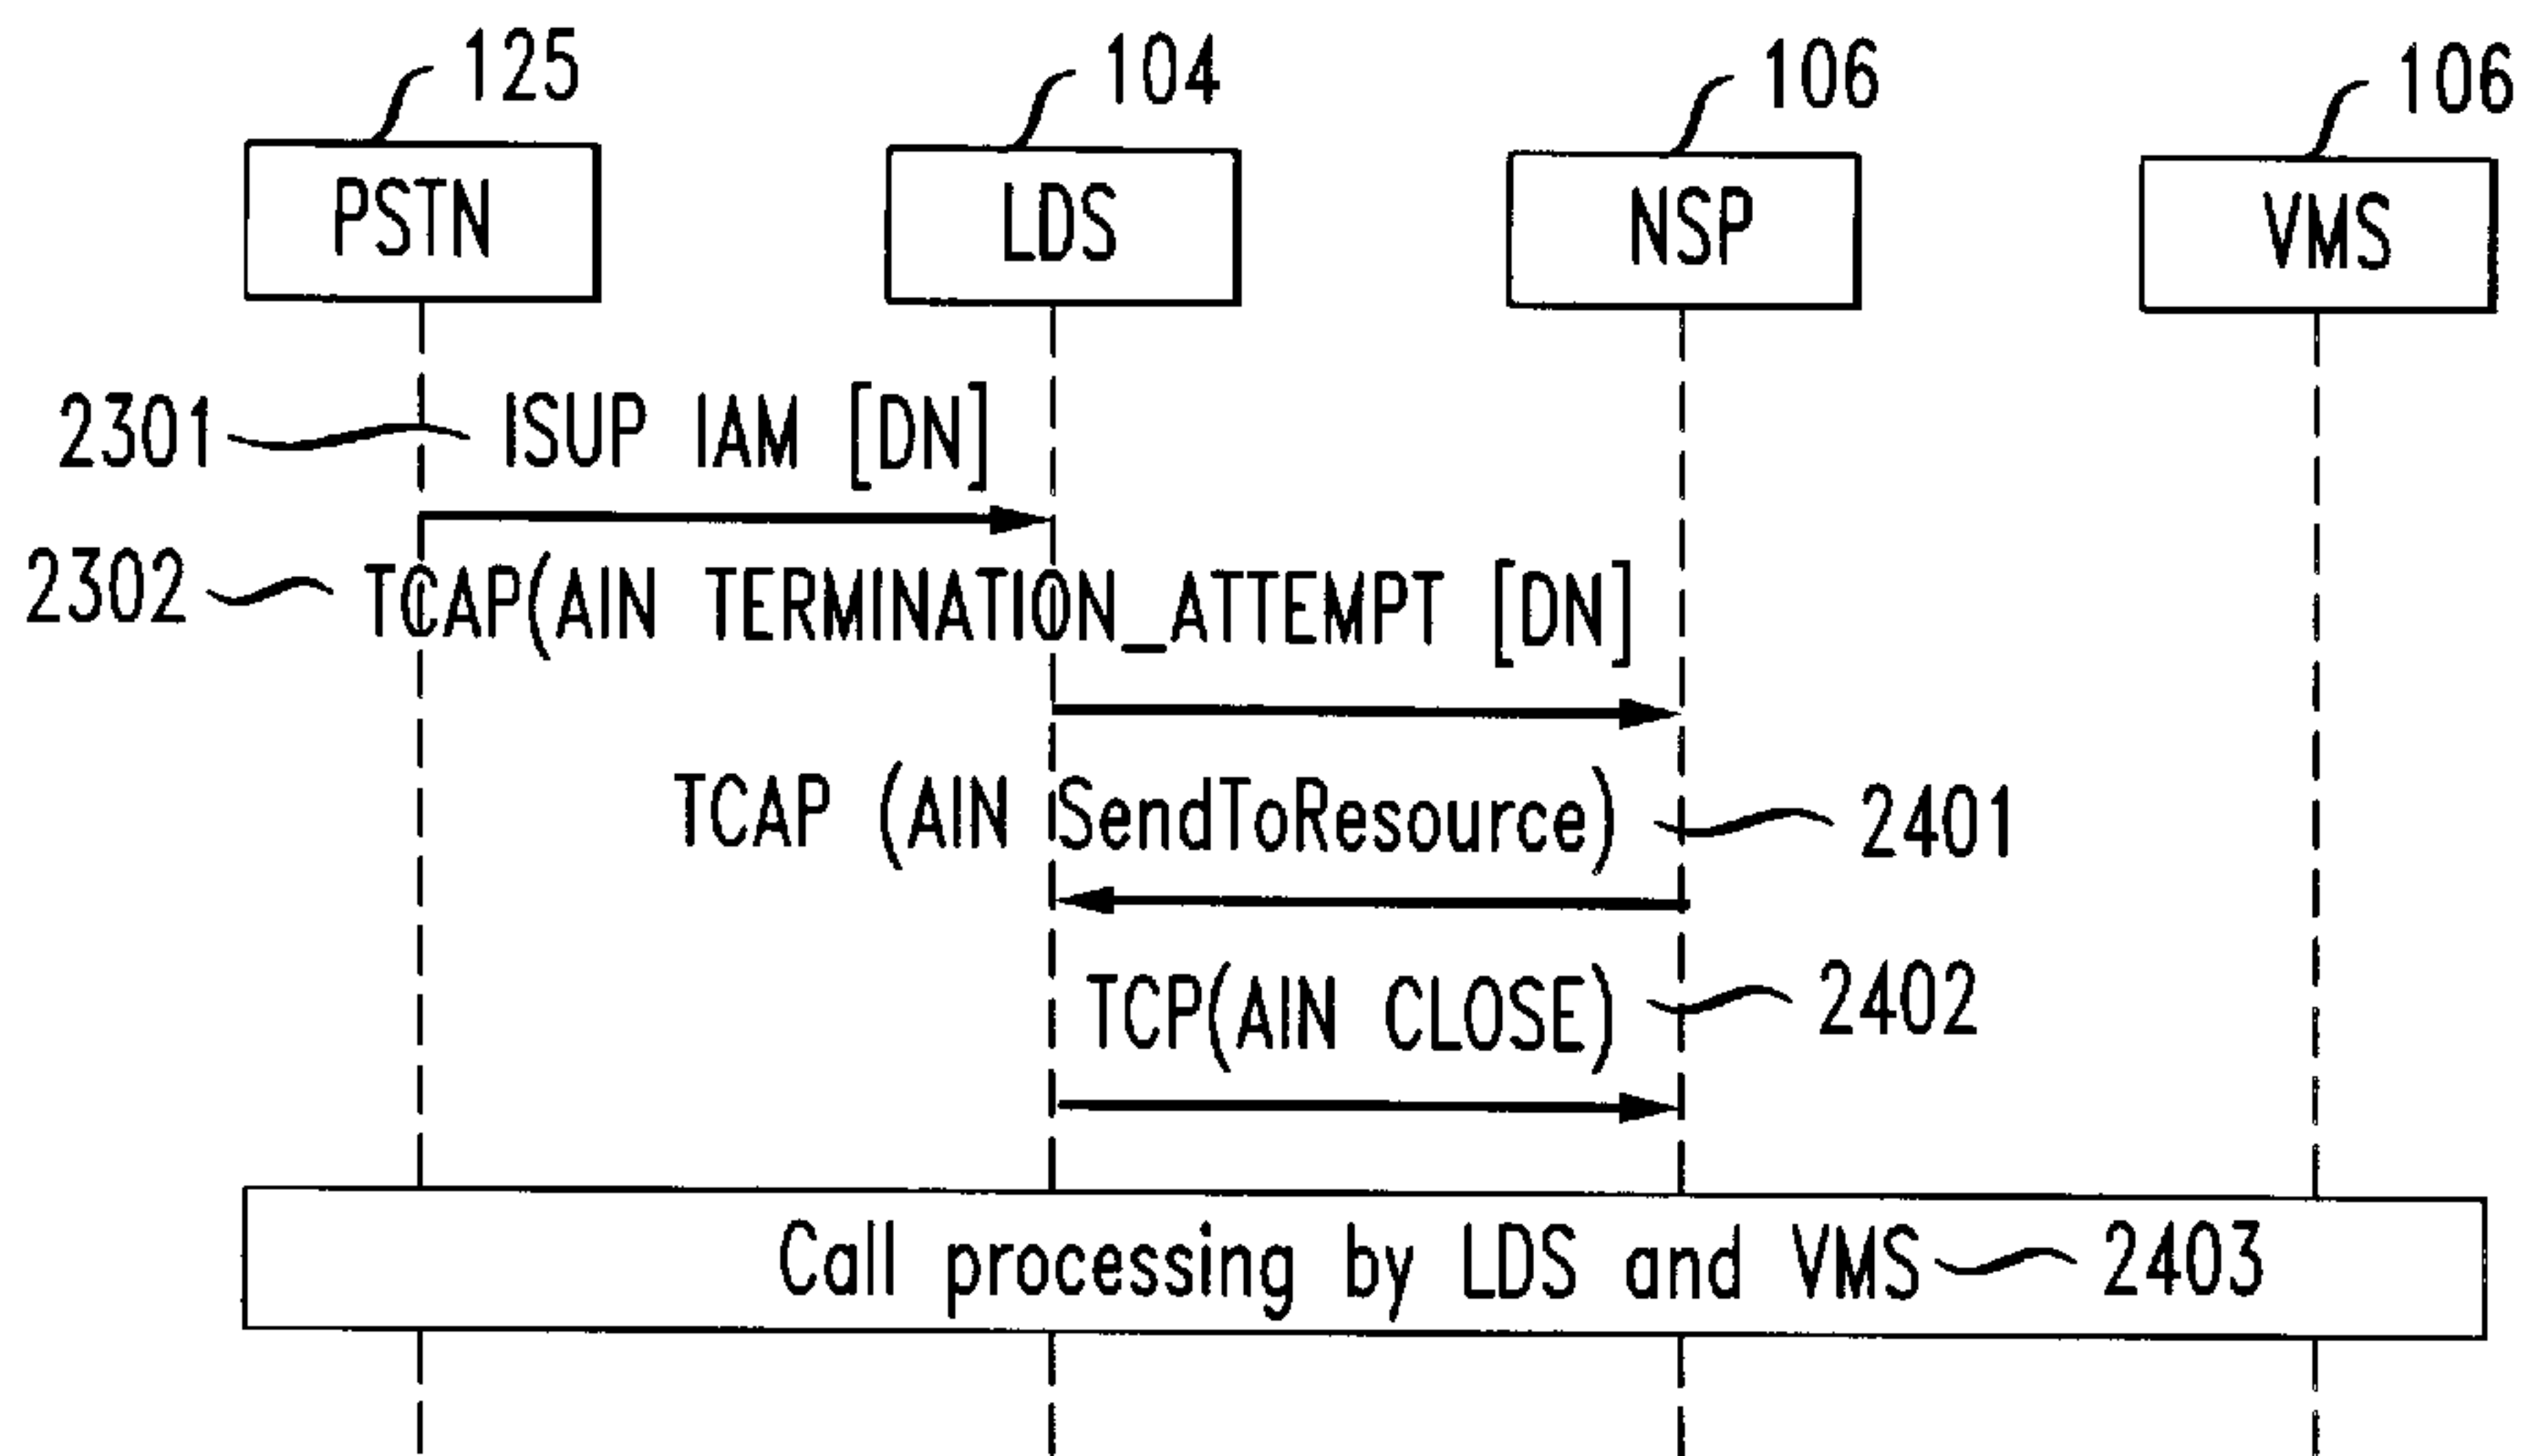 125 104 106 106
PSTN LDS NSP VMS
2301 ISUP IAM [DN]
2302 TCAP(AIN TERMINATION_ATTEMPT [DN]
TCAP (AIN SendToResource) 2401
TCP(AIN CLOSE) 2402
Call processing by LDS and VMS 2403